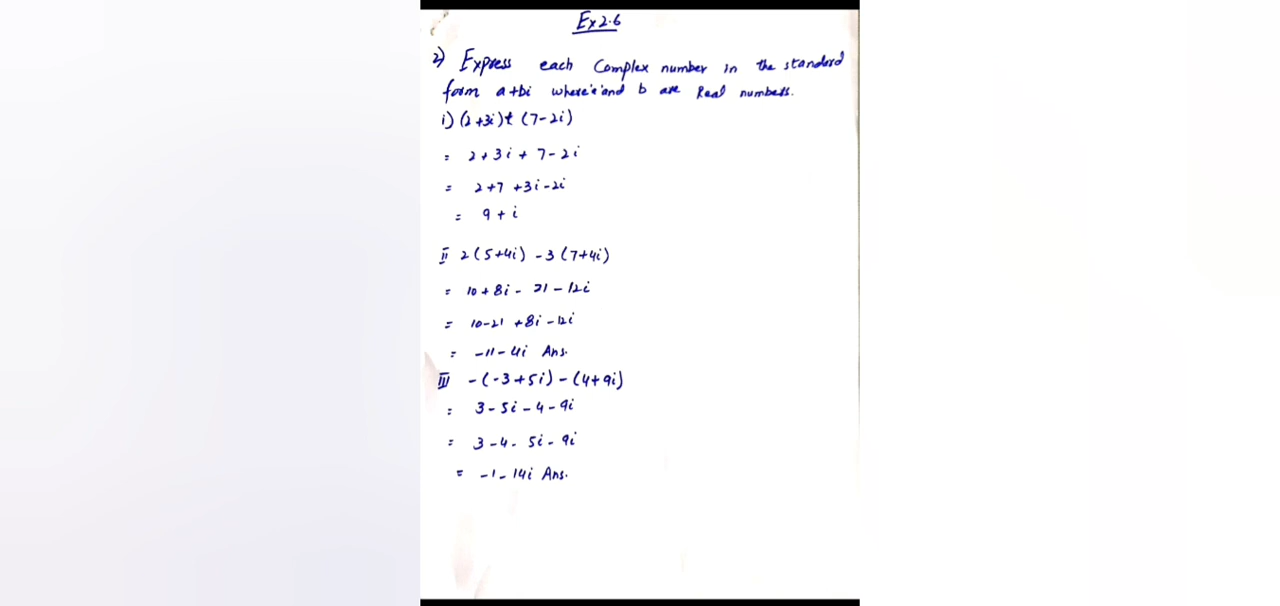 Ex 2.6
2) Express each Complex number in the standard
form a+bi where 'a' and b are Real numbers.
i) (2+3i)+(7-2i)
= 2+3i+7-2i
= 2+7+3i-2i
= 9+i
II 2(5+4i)-3(7+4i)
= 10+8i-21-12i
= 10-21+8i-12i
= -11-4i Ans.
III -(-3+5i)-(4+9i)
= 3-5i-4-9i
= 3-4-5i-9i
= -1-14i Ans.